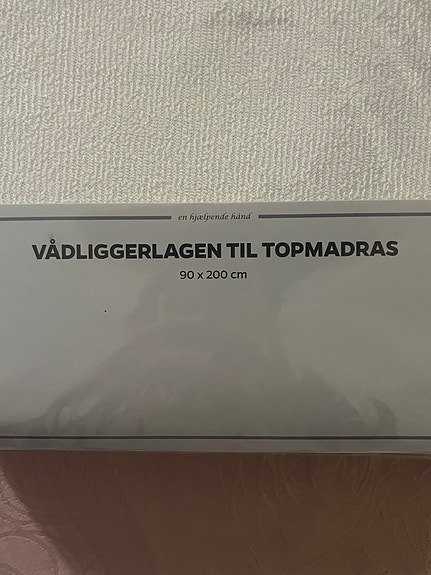 en hjælpende hånd
VÅDLIGGERLAGEN TIL TOPMADRAS
90 x 200 cm